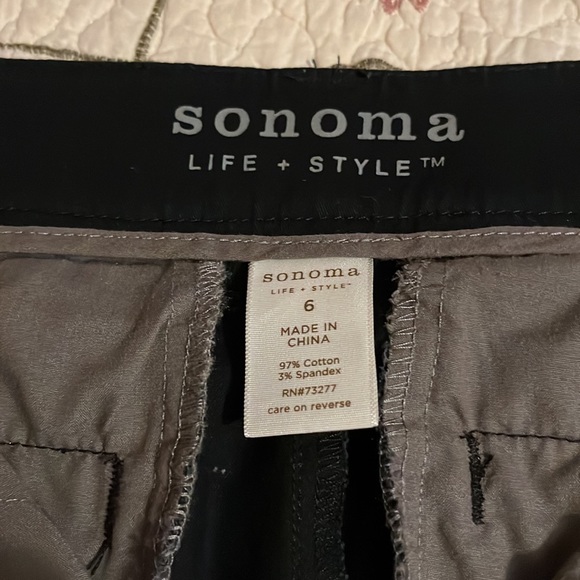 sonoma
LIFE + STYLE™
sonoma
LIFE + STYLE™
6
MADE IN
CHINA
97% Cotton
3% Spandex
RN#73277
care on reverse